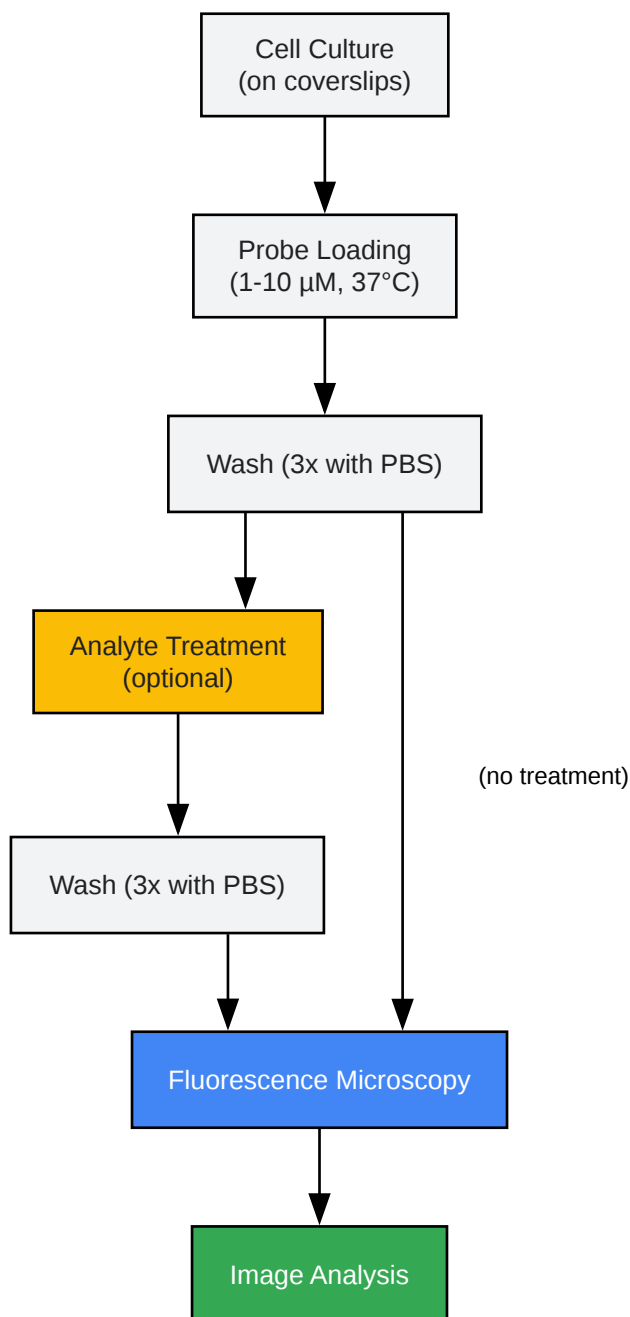 Cell Culture
(on coverslips)
Probe Loading
(1-10 µM, 37°C)
Wash (3x with PBS)
Analyte Treatment
(optional)
(no treatment)
Wash (3x with PBS)
Fluorescence Microscopy
Image Analysis